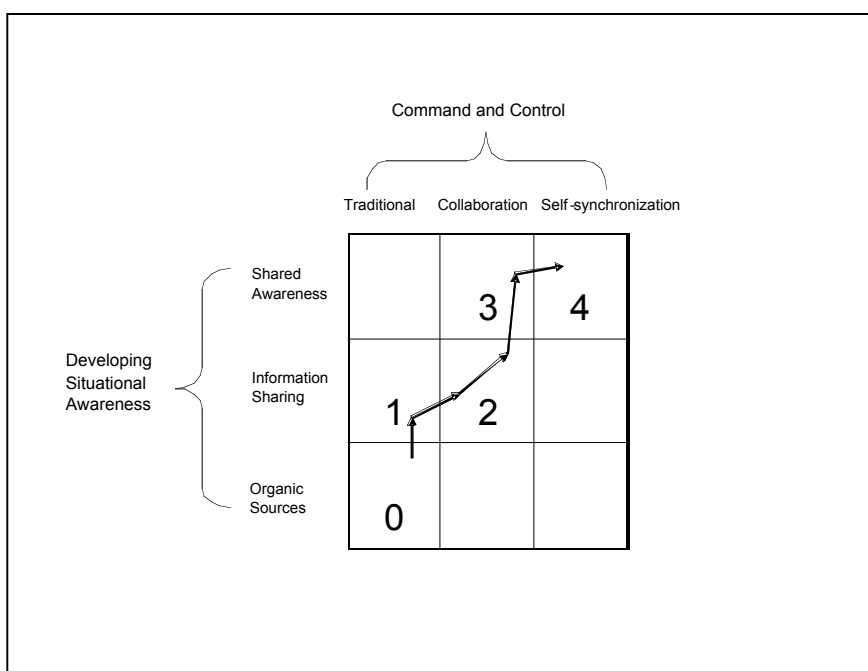 Command and Control
Traditional Collaboration Self-synchronization
Shared
Awareness
3 4
Developing
Situational
Awareness
Information
Sharing
1 2
Organic
Sources
0